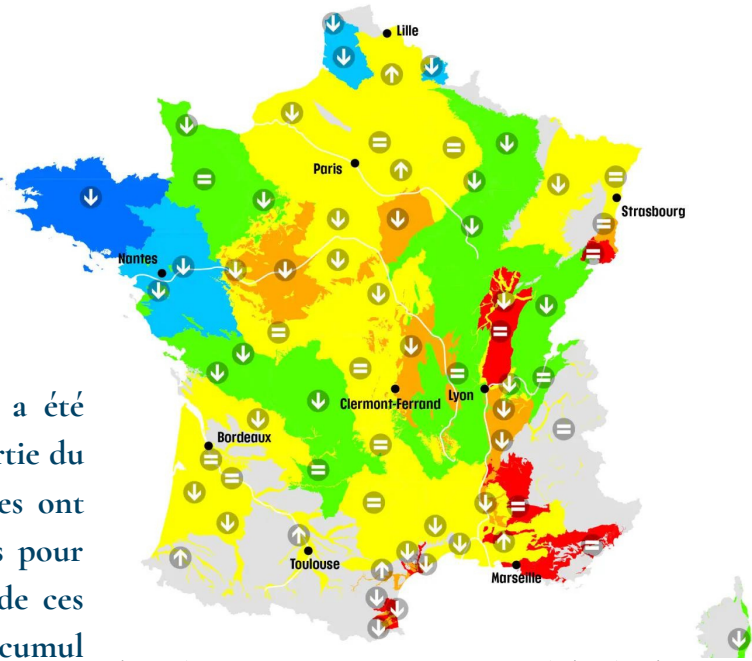 Lille
Paris
Strasbourg
Nantes
Clermont-Ferrand
Lyon
Bordeaux
Toulouse
Marseille
a été
rtie du
es ont
s pour
de ces
cumul